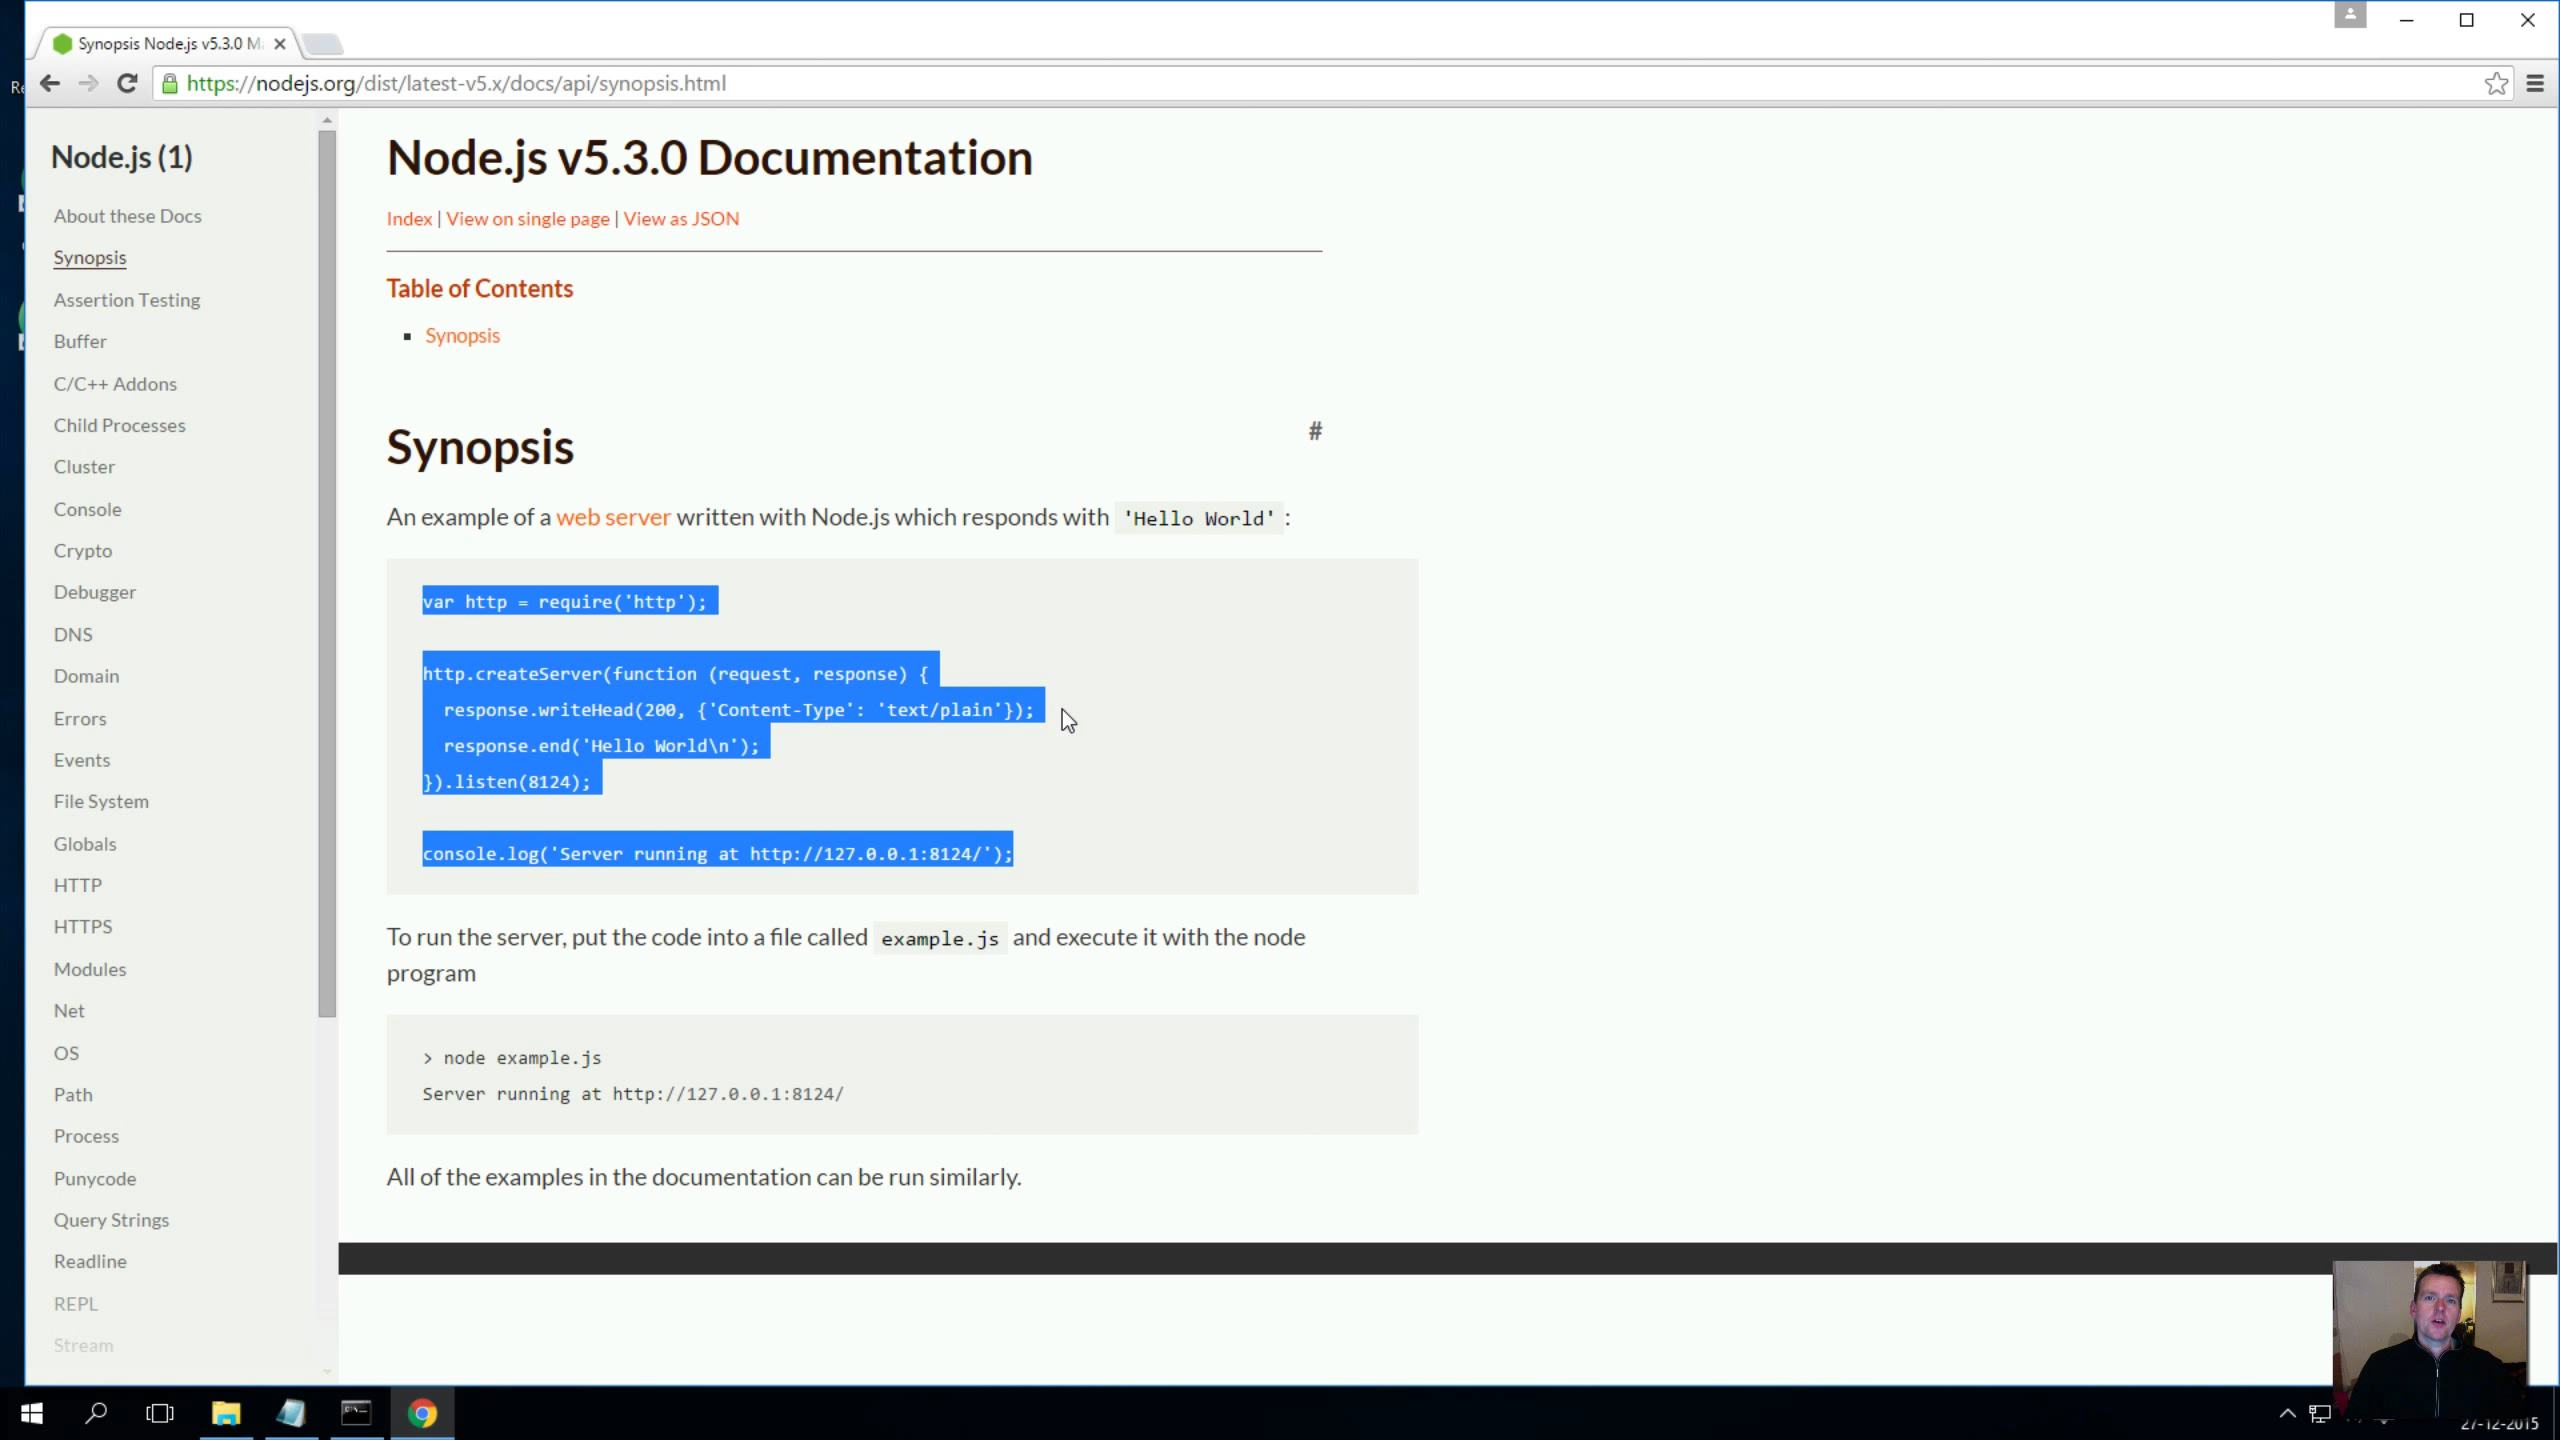 Synopsis Node.js v5.3.0 M
https://nodejs.org/dist/latest-v5.x/docs/api/synopsis.html
Node.js (1)
About these Docs
Synopsis
Assertion Testing
Buffer
C/C++ Addons
Child Processes
Cluster
Console
Crypto
Debugger
DNS
Domain
Errors
Events
File System
Globals
HTTP
HTTPS
Modules
Net
OS
Path
Process
Punycode
Query Strings
Readline
REPL
Stream
Node.js v5.3.0 Documentation
Index | View on single page | View as JSON
Table of Contents
Synopsis
Synopsis
#
An example of a web server written with Node.js which responds with 'Hello World' :
var http = require('http');
http.createServer(function (request, response) {
response.writeHead(200, {'Content-Type': 'text/plain'});
response.end('Hello World\n');
}).listen(8124);
console.log('Server running at http://127.0.0.1:8124/');
To run the server, put the code into a file called example.js and execute it with the node
program
> node example.js
Server running at http://127.0.0.1:8124/
All of the examples in the documentation can be run similarly.
27-12-2015